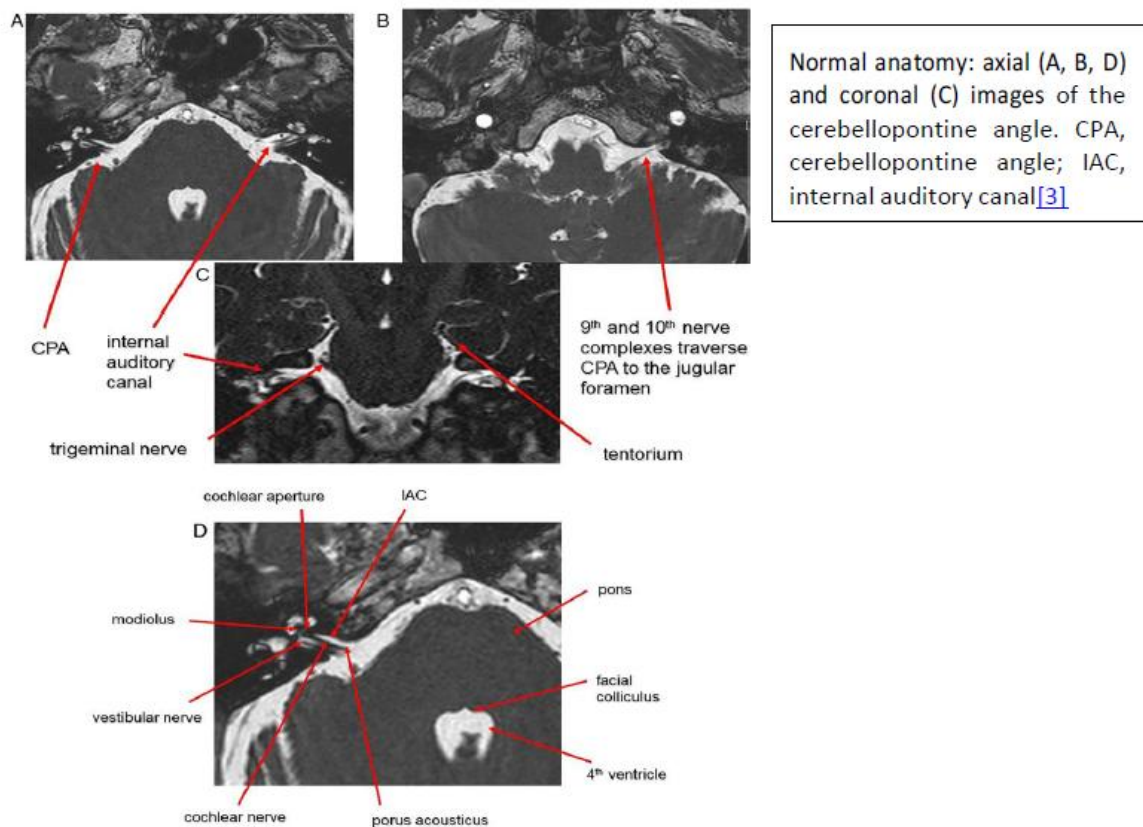 A
B
Normal anatomy: axial (A, B, D)
and coronal (C) images of the
cerebellopontine angle. CPA,
cerebellopontine angle; IAC,
internal auditory canal[3]
C
CPA
internal
auditory
canal
9th and 10th nerve
complexes traverse
CPA to the jugular
foramen
trigeminal nerve
tentorium
cochlear aperture
IAC
D
modiolus
pons
vestibular nerve
facial
colliculus
4th ventricle
cochlear nerve
porus acousticus